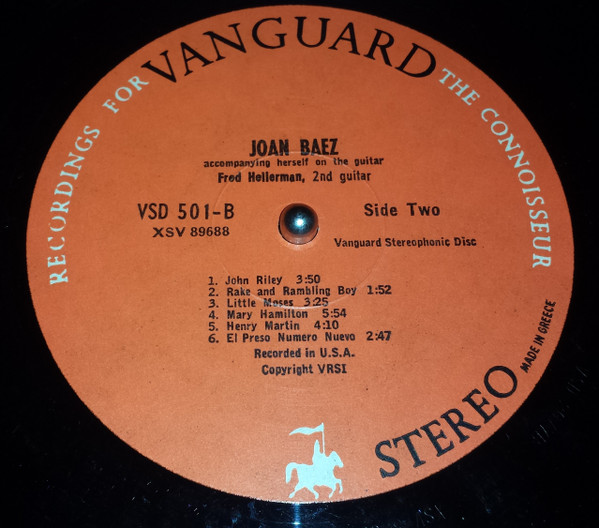 RECORDINGS FOR VANGUARD THE CONNOISSEUR
JOAN BAEZ
accompanying herself on the guitar
Fred Hellerman, 2nd guitar
VSD 501-B
Side Two
XSV 89688
Vanguard Stereophonic Disc
1. John Riley 3:50
2. Rake and Rambling Boy 1:52
3. Little Moses 3:25
4. Mary Hamilton 5:54
5. Henry Martin 4:10
6. El Preso Numero Nuevo 2:47
Recorded in U.S.A.
Copyright VRSI
STEREO
MADE IN GREECE